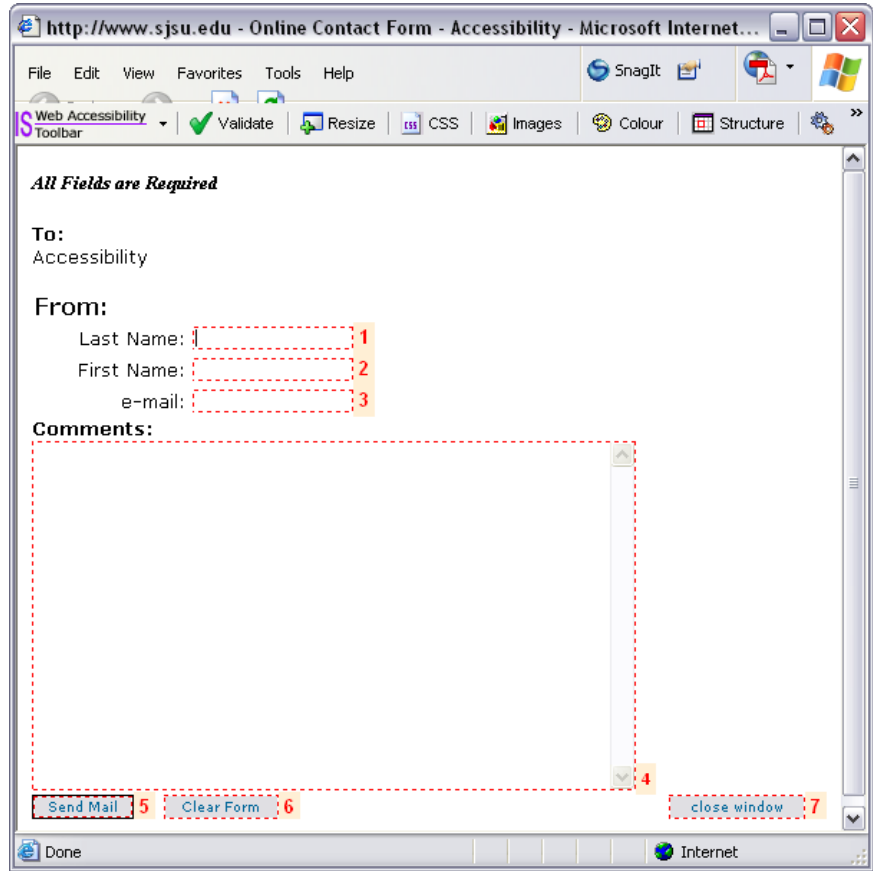 http://www.sjsu.edu - Online Contact Form - Accessibility - Microsoft Internet...
File Edit View Favorites Tools Help SnagIt
IS Web Accessibility Toolbar Validate Resize css CSS Images Colour Structure »
All Fields are Required
To:
Accessibility
From:
Last Name: 1
First Name: 2
e-mail: 3
Comments:
4
Send Mail 5 Clear Form 6 close window 7
Done Internet